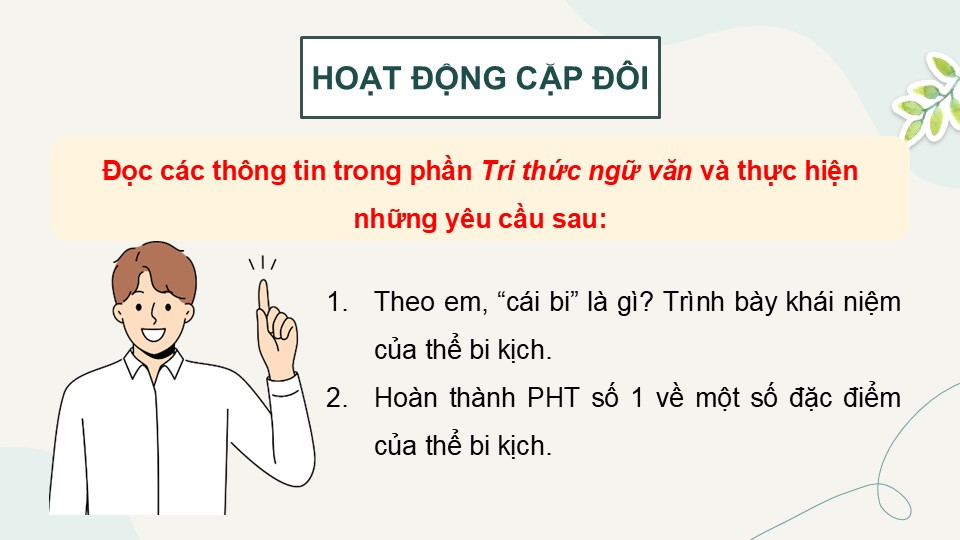 HOẠT ĐỘNG CẶP ĐÔI
Đọc các thông tin trong phần Tri thức ngữ văn và thực hiện
những yêu cầu sau:
1. Theo em, “cái bi” là gì? Trình bày khái niệm
của thể bi kịch.
2. Hoàn thành PHT số 1 về một số đặc điểm
của thể bi kịch.